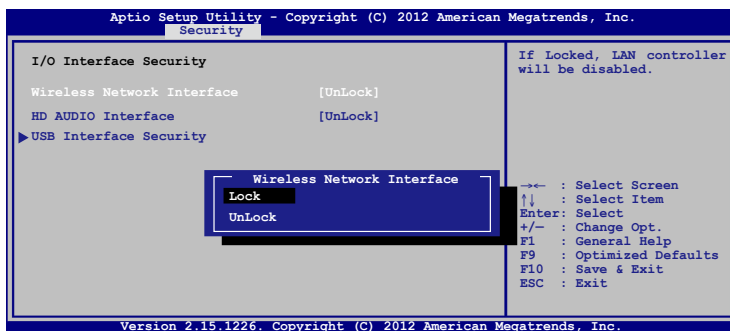 Aptio Setup Utility - Copyright (C) 2012 American Megatrends, Inc.
Security
I/O Interface Security
Wireless Network Interface [UnLock]
HD AUDIO Interface [UnLock]
▶USB Interface Security
If Locked, LAN controller
will be disabled.
Wireless Network Interface
Lock
UnLock
→← : Select Screen
↑↓ : Select Item
Enter: Select
+/— : Change Opt.
F1 : General Help
F9 : Optimized Defaults
F10 : Save & Exit
ESC : Exit
Version 2.15.1226. Copyright (C) 2012 American Megatrends, Inc.